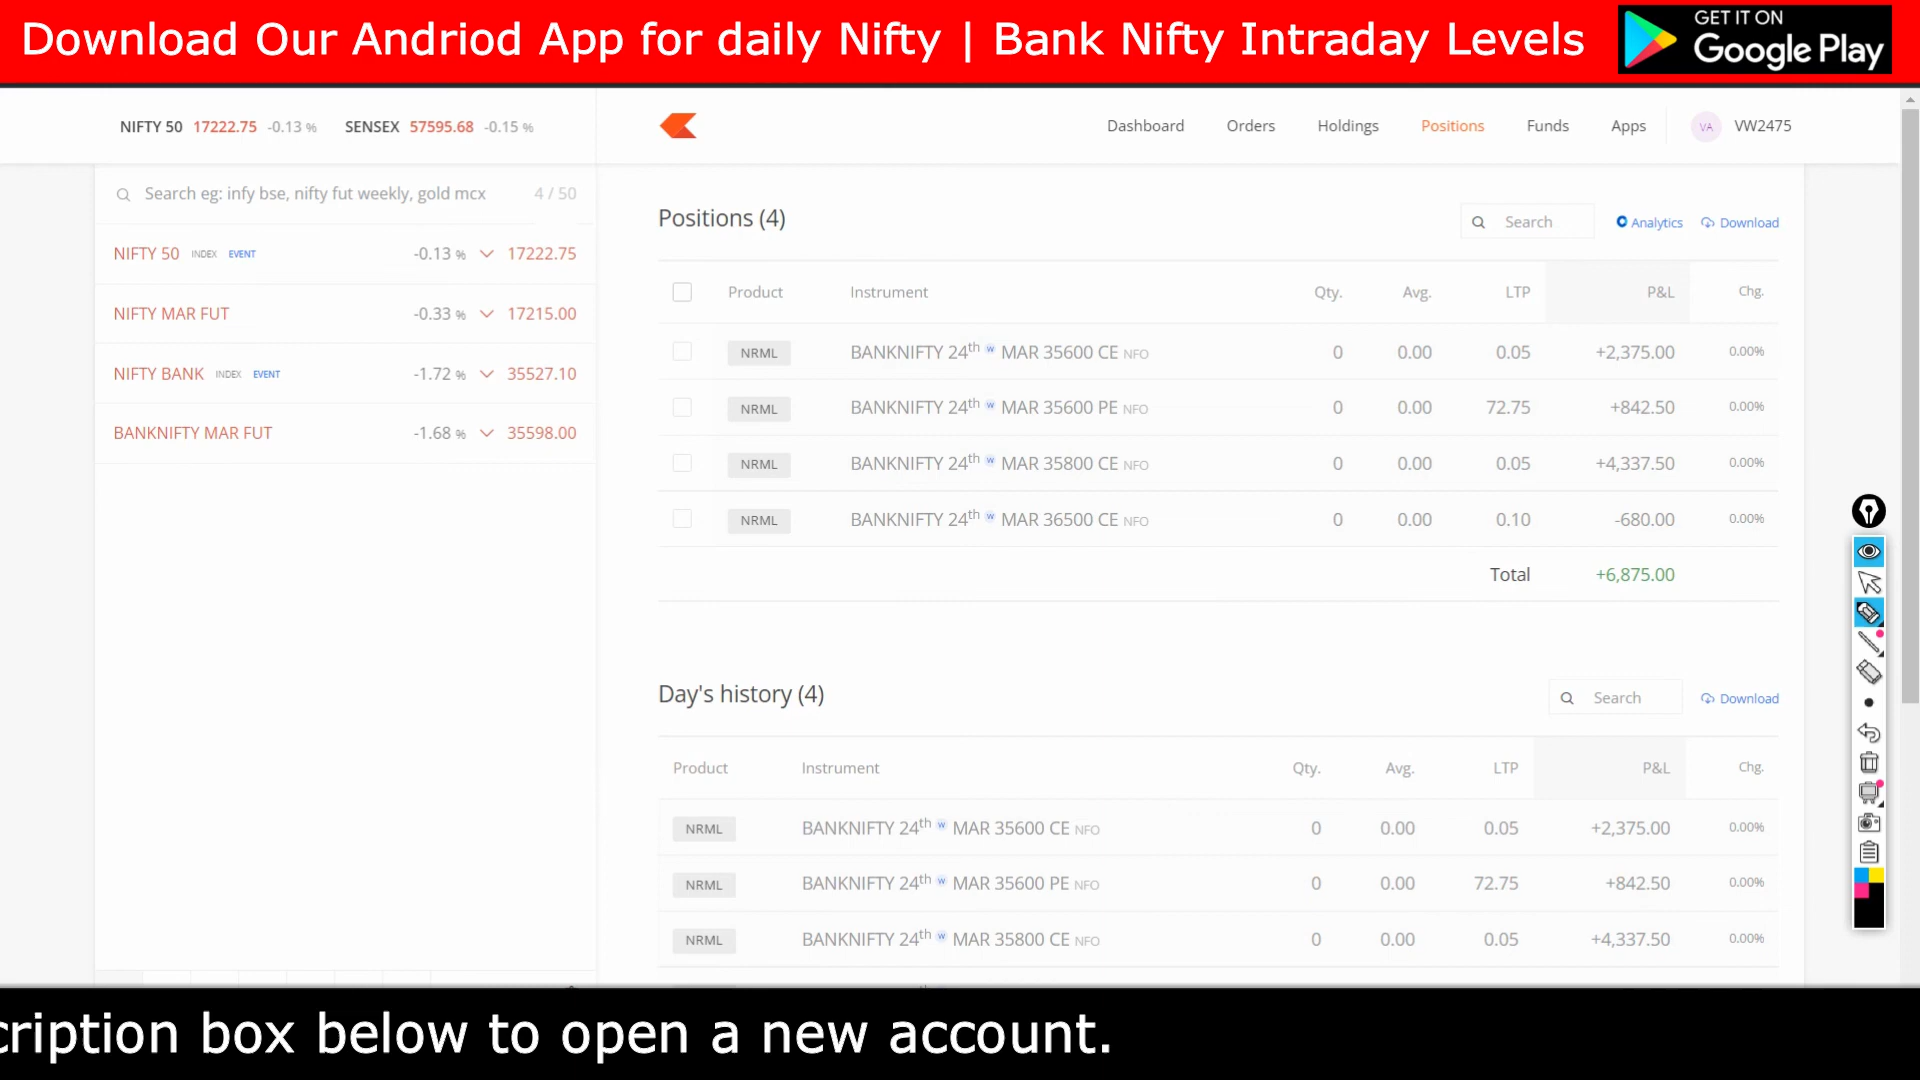 Download Our Andriod App for daily Nifty | Bank Nifty Intraday Levels
GET IT ON
Google Play
NIFTY 50 17222.75 -0.13 % SENSEX 57595.68 -0.15 %
Dashboard Orders Holdings Positions Funds Apps VA VW2475
Search eg: infy bse, nifty fut weekly, gold mcx 4 / 50
NIFTY 50 INDEX EVENT -0.13 % 17222.75
NIFTY MAR FUT -0.33 % 17215.00
NIFTY BANK INDEX EVENT -1.72 % 35527.10
BANKNIFTY MAR FUT -1.68 % 35598.00
Positions (4) Search Analytics Download
Product Instrument Qty. Avg. LTP P&L Chg.
NRML BANKNIFTY 24th w MAR 35600 CE NFO 0 0.00 0.05 +2,375.00 0.00%
NRML BANKNIFTY 24th w MAR 35600 PE NFO 0 0.00 72.75 +842.50 0.00%
NRML BANKNIFTY 24th w MAR 35800 CE NFO 0 0.00 0.05 +4,337.50 0.00%
NRML BANKNIFTY 24th w MAR 36500 CE NFO 0 0.00 0.10 -680.00 0.00%
Total +6,875.00
Day's history (4) Search Download
Product Instrument Qty. Avg. LTP P&L Chg.
NRML BANKNIFTY 24th w MAR 35600 CE NFO 0 0.00 0.05 +2,375.00 0.00%
NRML BANKNIFTY 24th w MAR 35600 PE NFO 0 0.00 72.75 +842.50 0.00%
NRML BANKNIFTY 24th w MAR 35800 CE NFO 0 0.00 0.05 +4,337.50 0.00%
cription box below to open a new account.